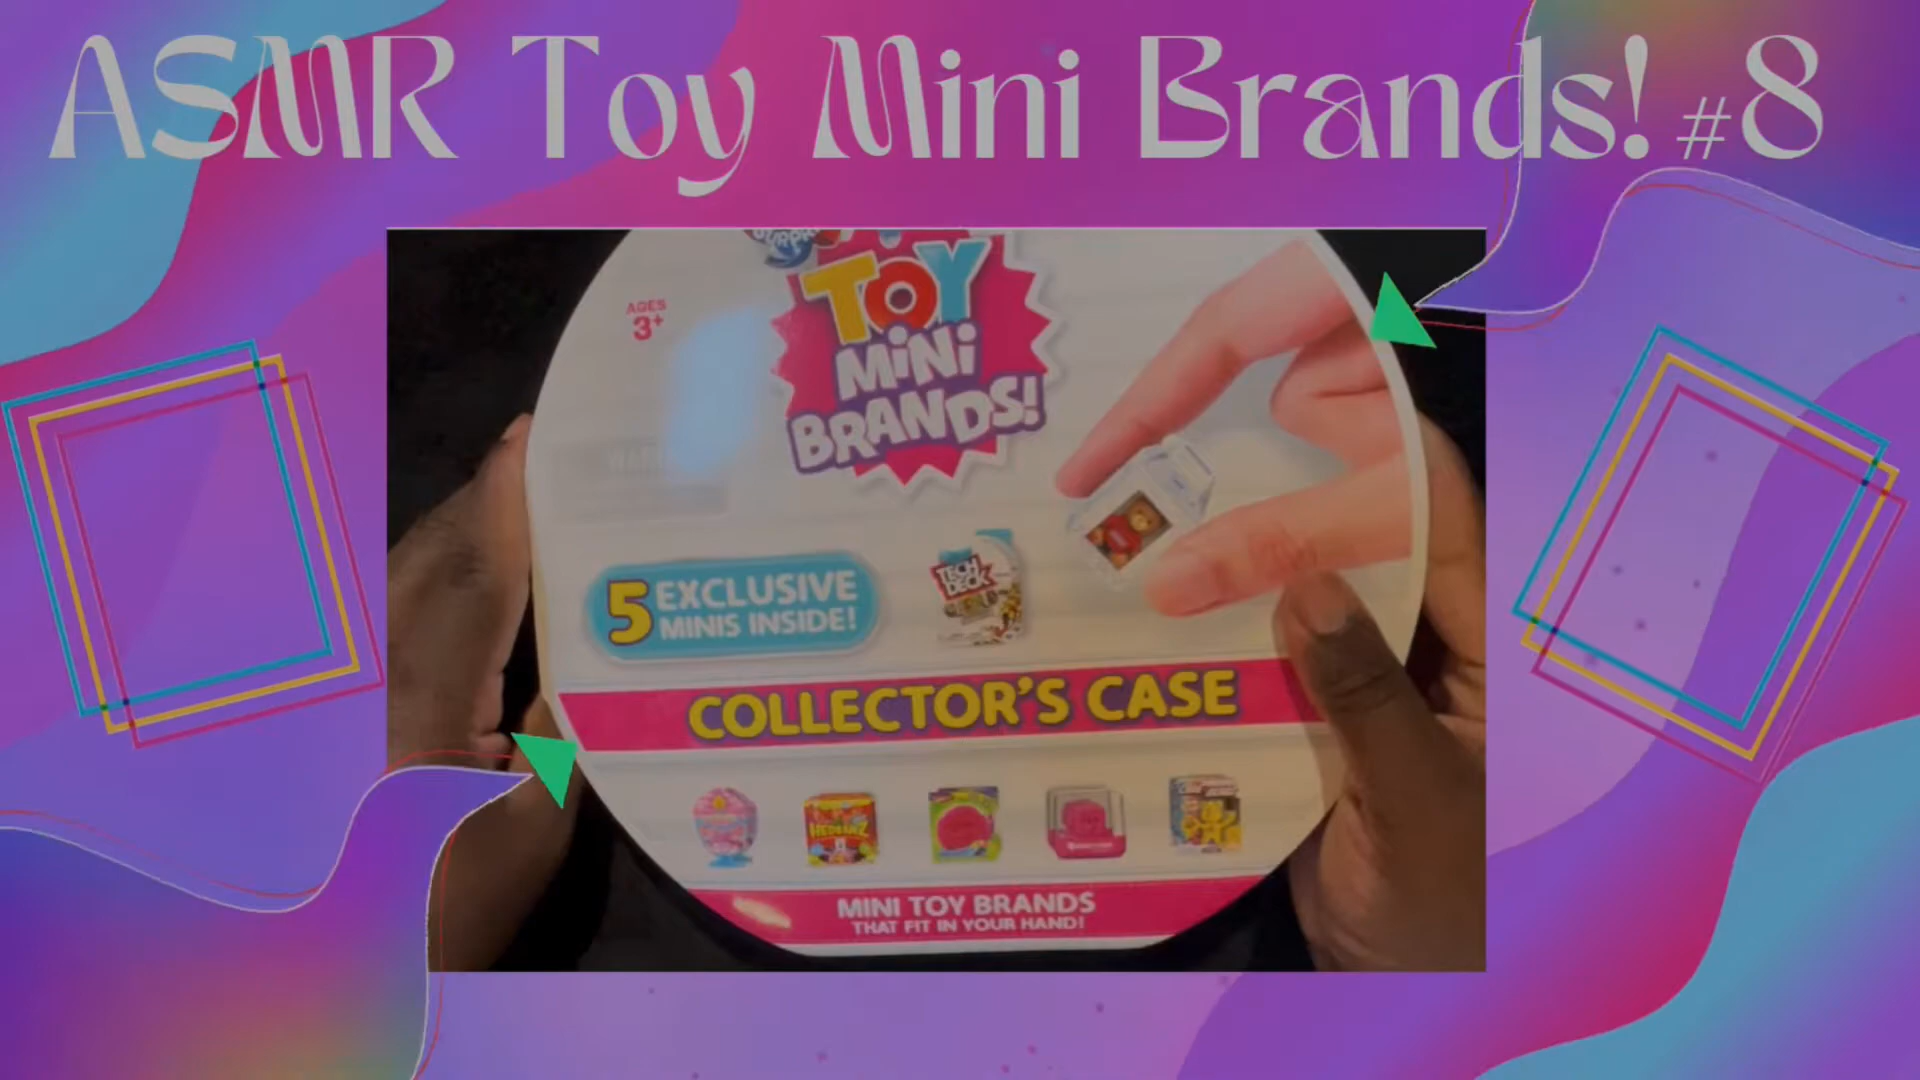 ASMR Toy Mini Brands! #8
TOY
MiNi
BRANDS!
AGES
3+
5 EXCLUSIVE
MINIS INSIDE!
TECH
DECK
COLLECTOR'S CASE
HEDBANZ
MINI TOY BRANDS
THAT FIT IN YOUR HAND!